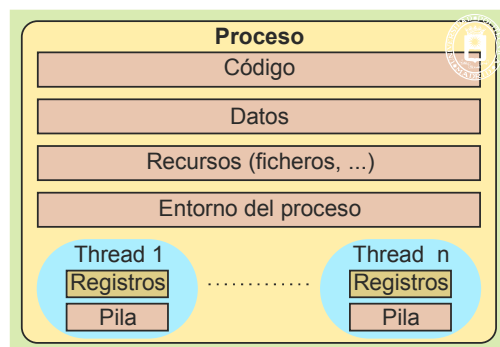 Proceso
Código
Datos
Recursos (ficheros, ...)
Entorno del proceso
Thread 1 ............. Thread n
Registros Registros
Pila Pila